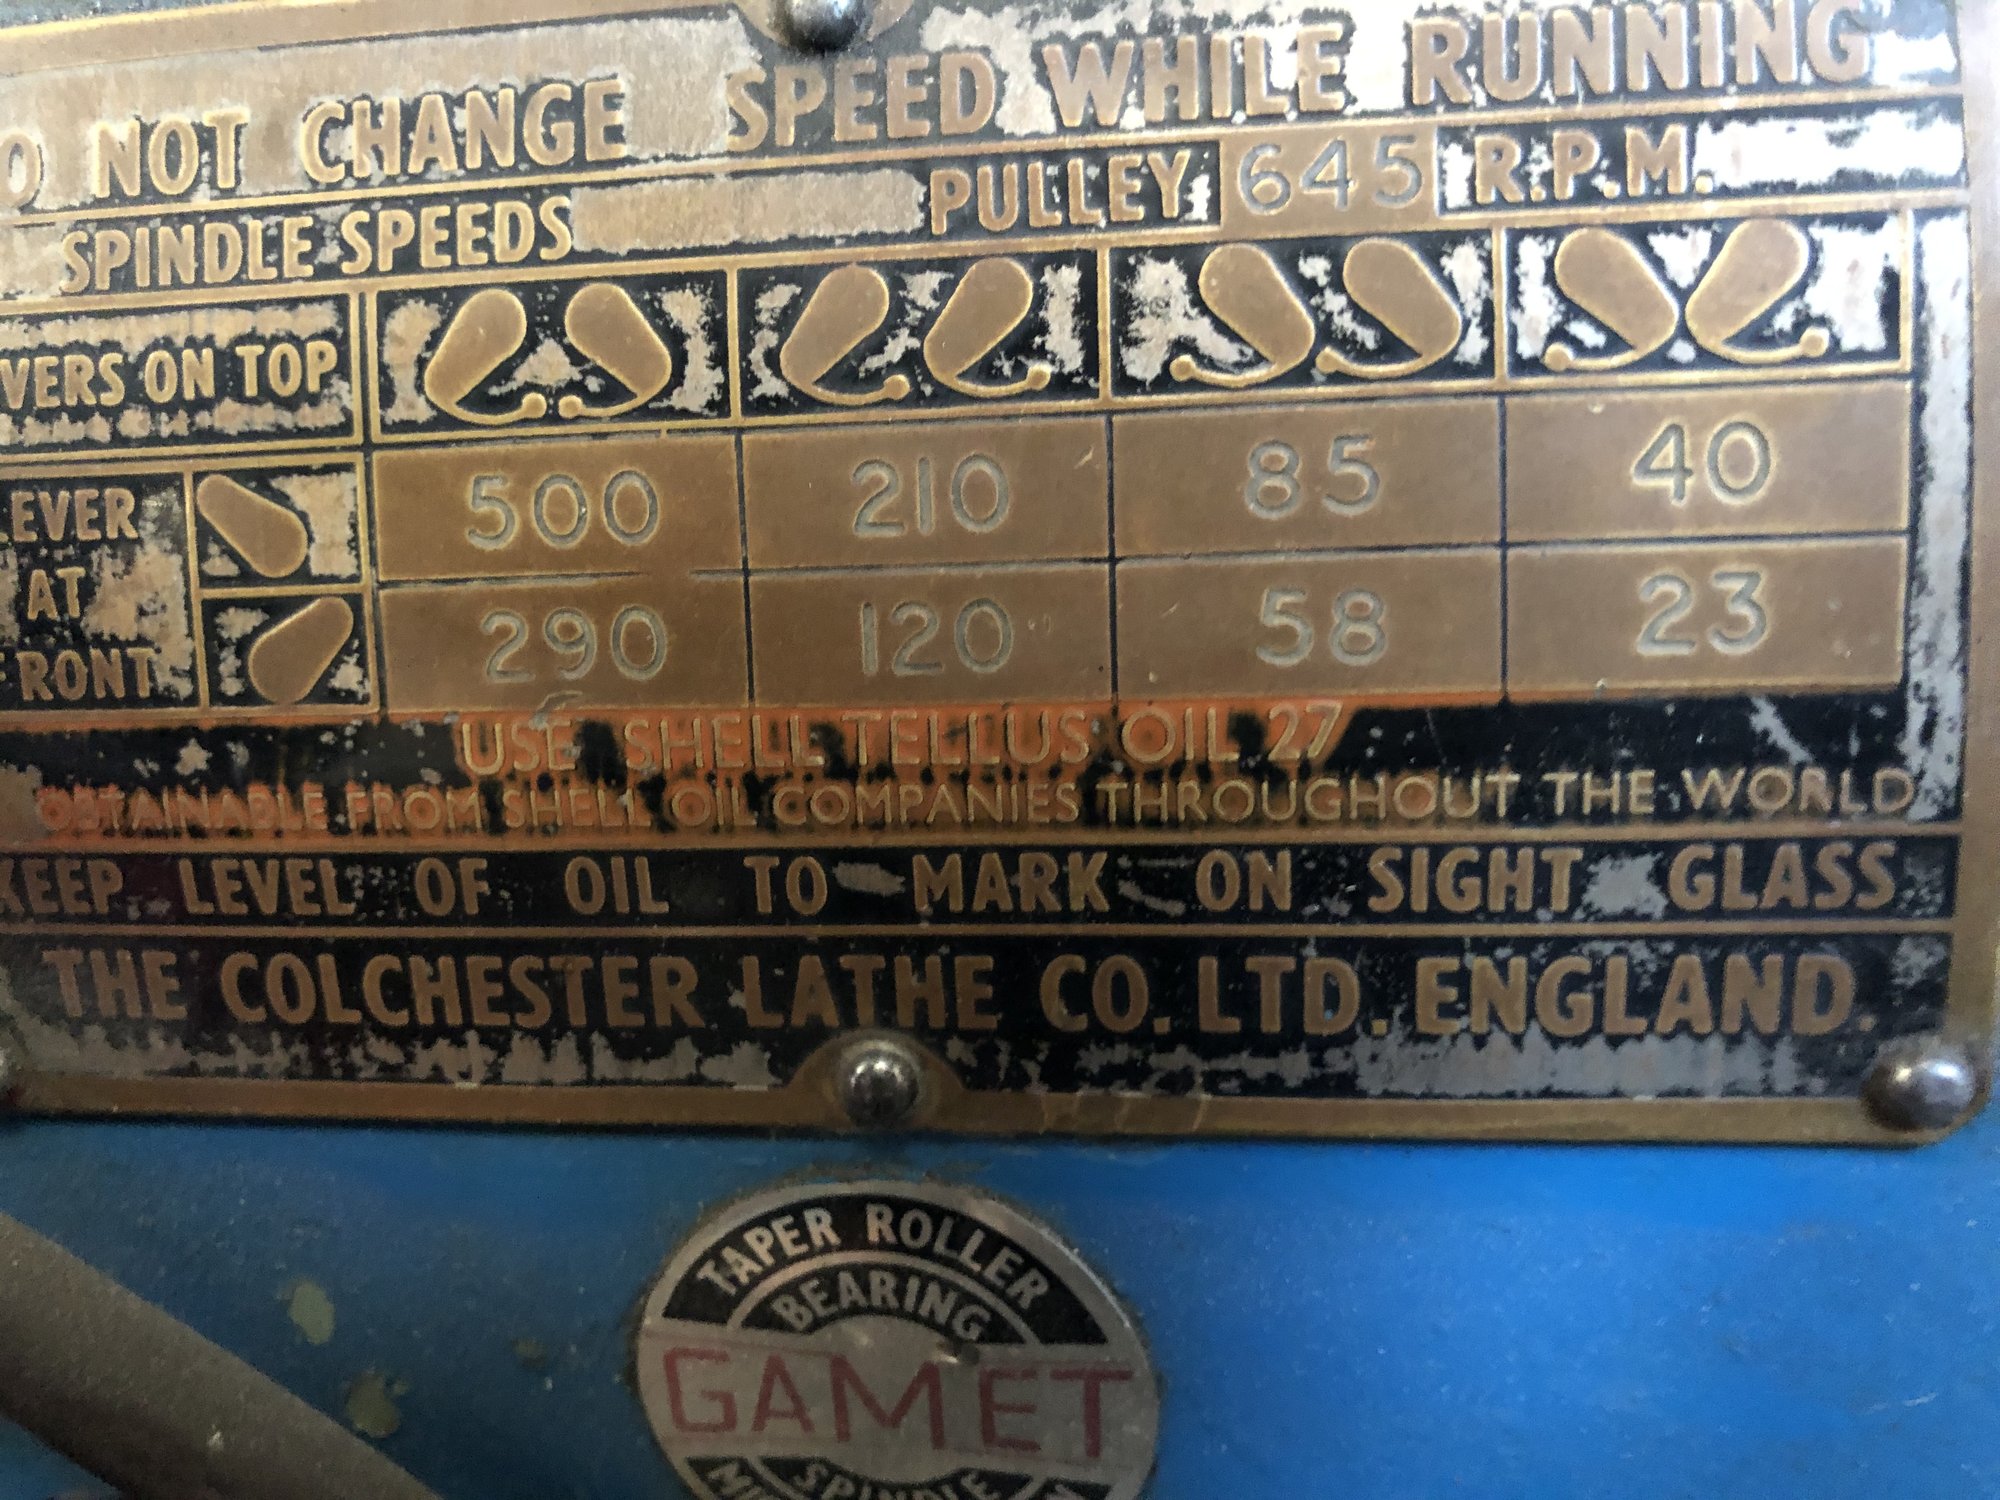 O NOT CHANGE SPEED WHILE RUNNING
SPINDLE SPEEDS PULLEY 645 R.P.M.
VERS ON TOP
EVER AT FRONT
500 210 85 40
290 120 58 23
USE SHELL TELLUS OIL 27
OBTAINABLE FROM SHELL OIL COMPANIES THROUGHOUT THE WORLD
KEEP LEVEL OF OIL TO MARK ON SIGHT GLASS
THE COLCHESTER LATHE CO. LTD. ENGLAND.
TAPER ROLLER
BEARING
GAMET
SPINDLE